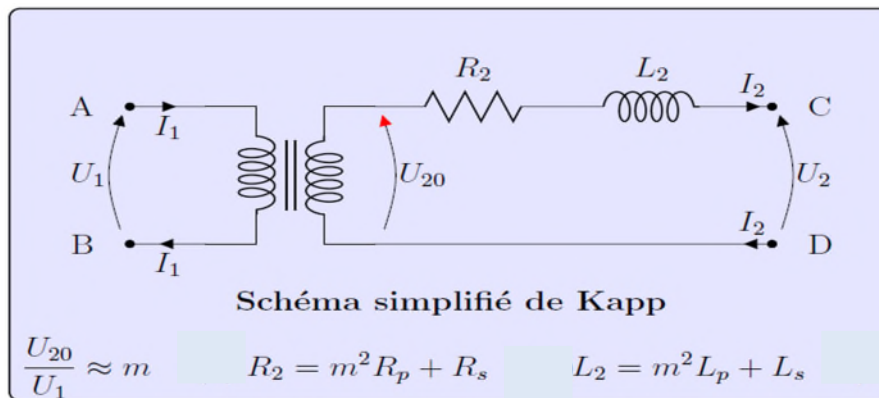 R₂ L₂
A I₁ I₂ C
U₁ U₂₀ U₂
B I₁ I₂ D
Schéma simplifié de Kapp
U₂₀/U₁ ≈ m R₂ = m²Rₚ + Rₛ L₂ = m²Lₚ + Lₛ